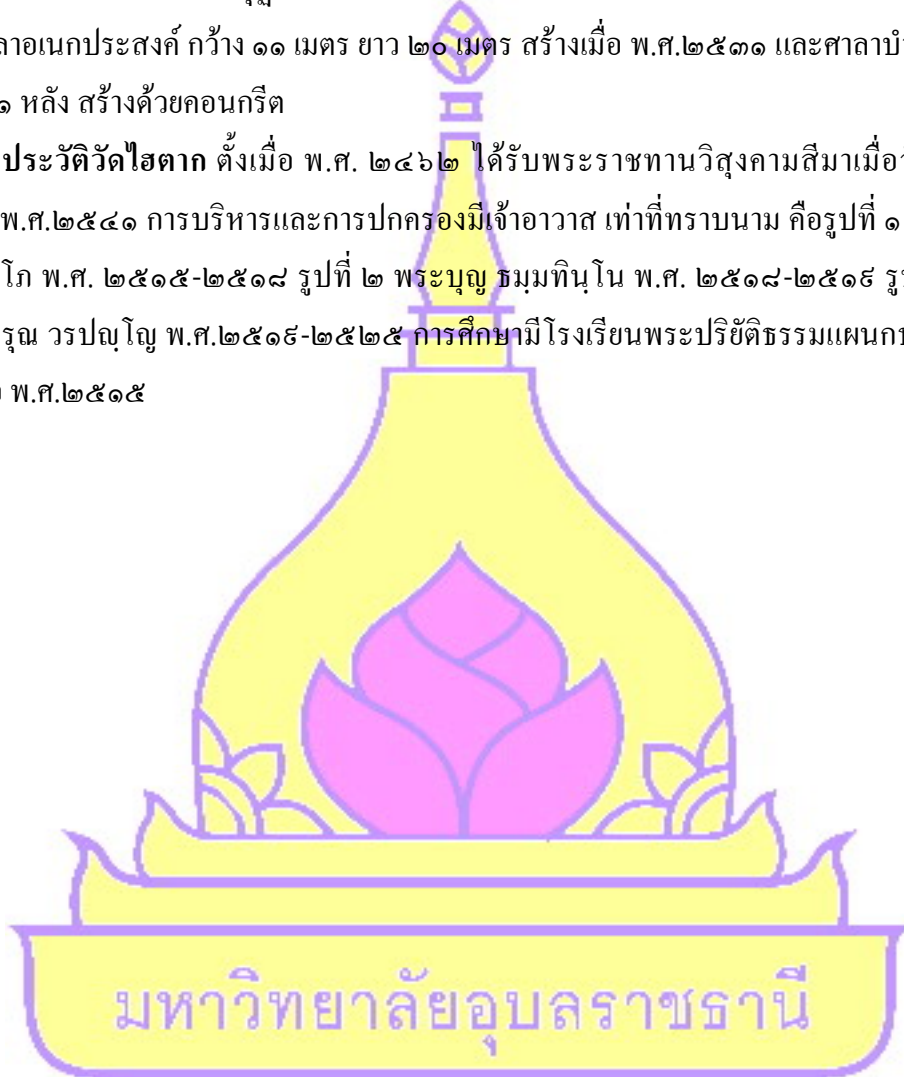 ลาอเนกประสงค์ กว้าง ๑๑ เมตร ยาว ๒๐ เมตร สร้างเมื่อ พ.ศ.๒๕๓๑ และศาลาบำ
๑ หลัง สร้างด้วยคอนกรีต
ประวัติวัดไฮตาก ตั้งเมื่อ พ.ศ. ๒๔๖๒ ได้รับพระราชทานวิสุงคามสีมาเมื่อวั
พ.ศ.๒๕๔๑ การบริหารและการปกครองมีเจ้าอาวาส เท่าที่ทราบนาม คือรูปที่ ๑
โภ พ.ศ. ๒๕๑๕-๒๕๑๘ รูปที่ ๒ พระบุญ ธมฺมทินฺโน พ.ศ. ๒๕๑๘-๒๕๑๙ รูป
รุณ วรปญฺโญ พ.ศ.๒๕๑๙-๒๕๒๕ การศึกษามีโรงเรียนพระปริยัติธรรมแผนก
พ.ศ.๒๕๑๕
มหาวิทยาลัยอุบลราชธานี